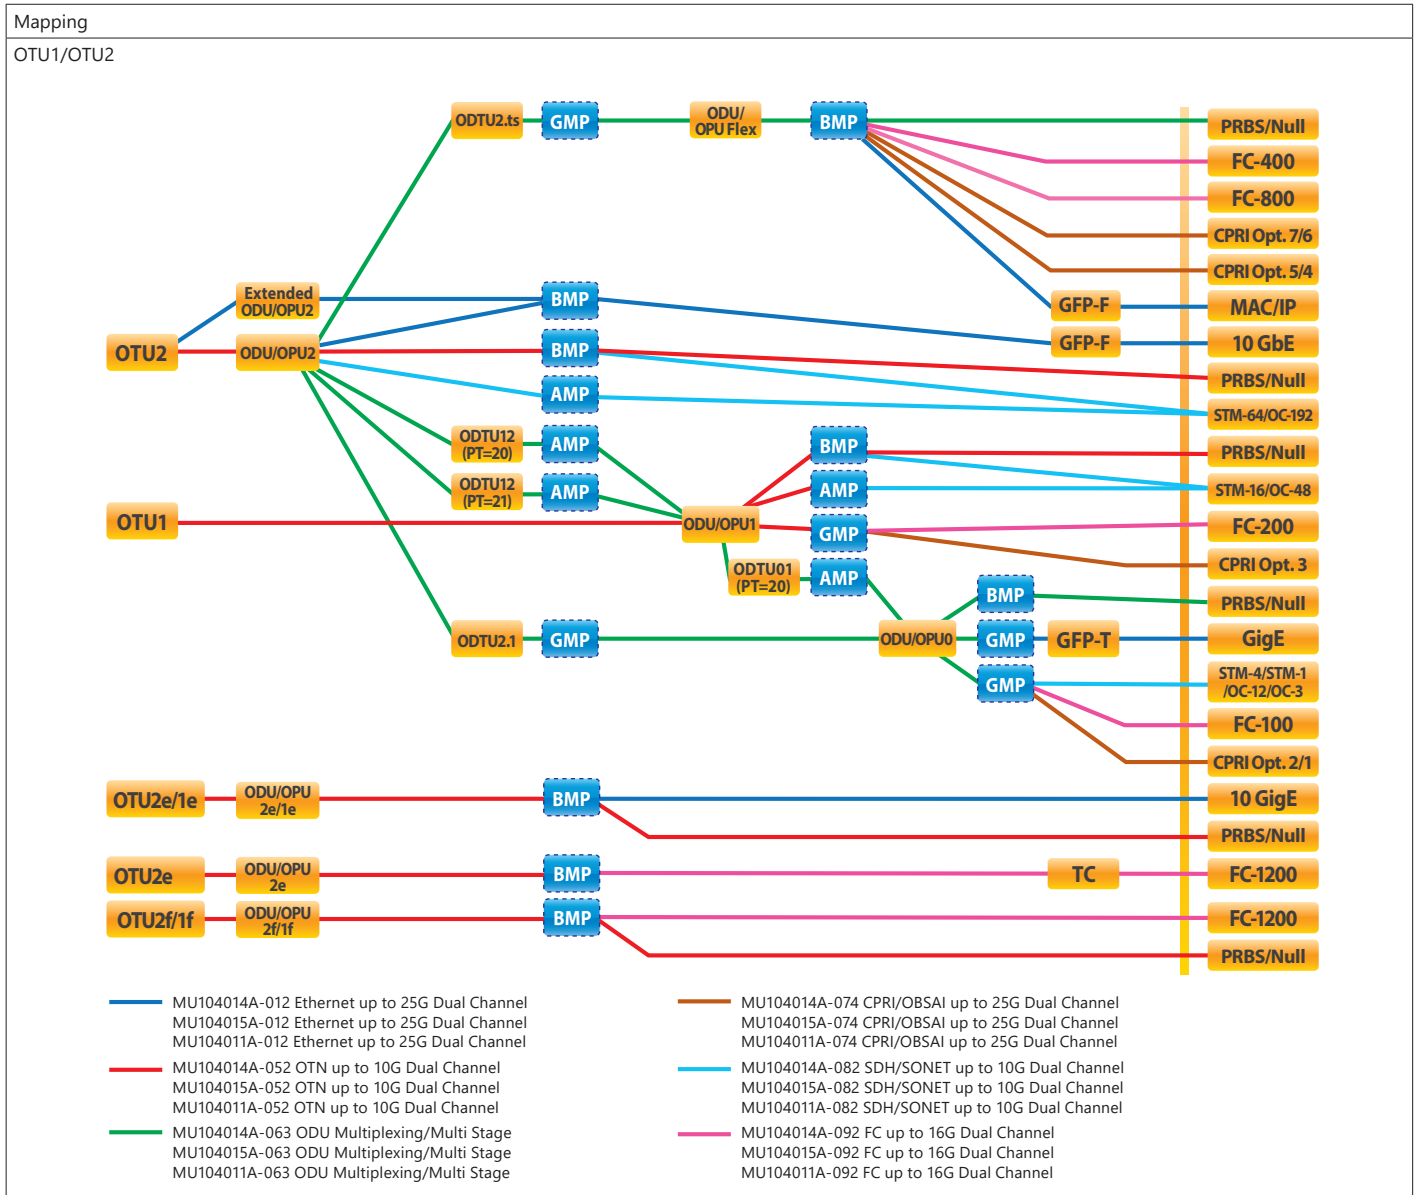 Mapping
OTU1/OTU2
ODTU2.ts
GMP
ODU/
OPU Flex
BMP
PRBS/Null
FC-400
FC-800
CPRI Opt. 7/6
CPRI Opt. 5/4
Extended
ODU/OPU2
BMP
GFP-F
MAC/IP
OTU2
ODU/OPU2
BMP
GFP-F
10 GbE
PRBS/Null
AMP
STM-64/OC-192
ODTU12
(PT=20)
AMP
BMP
PRBS/Null
ODTU12
(PT=21)
AMP
AMP
STM-16/OC-48
OTU1
ODU/OPU1
GMP
FC-200
CPRI Opt. 3
ODTU01
(PT=20)
AMP
BMP
PRBS/Null
ODTU2.1
GMP
ODU/OPU0
GMP
GFP-T
GigE
GMP
STM-4/STM-1
/OC-12/OC-3
FC-100
CPRI Opt. 2/1
OTU2e/1e
ODU/OPU
2e/1e
BMP
10 GigE
PRBS/Null
OTU2e
ODU/OPU
2e
BMP
TC
FC-1200
OTU2f/1f
ODU/OPU
2f/1f
BMP
FC-1200
PRBS/Null
MU104014A-012 Ethernet up to 25G Dual Channel
MU104015A-012 Ethernet up to 25G Dual Channel
MU104011A-012 Ethernet up to 25G Dual Channel
MU104014A-052 OTN up to 10G Dual Channel
MU104015A-052 OTN up to 10G Dual Channel
MU104011A-052 OTN up to 10G Dual Channel
MU104014A-063 ODU Multiplexing/Multi Stage
MU104015A-063 ODU Multiplexing/Multi Stage
MU104011A-063 ODU Multiplexing/Multi Stage
MU104014A-074 CPRI/OBSAI up to 25G Dual Channel
MU104015A-074 CPRI/OBSAI up to 25G Dual Channel
MU104011A-074 CPRI/OBSAI up to 25G Dual Channel
MU104014A-082 SDH/SONET up to 10G Dual Channel
MU104015A-082 SDH/SONET up to 10G Dual Channel
MU104011A-082 SDH/SONET up to 10G Dual Channel
MU104014A-092 FC up to 16G Dual Channel
MU104015A-092 FC up to 16G Dual Channel
MU104011A-092 FC up to 16G Dual Channel